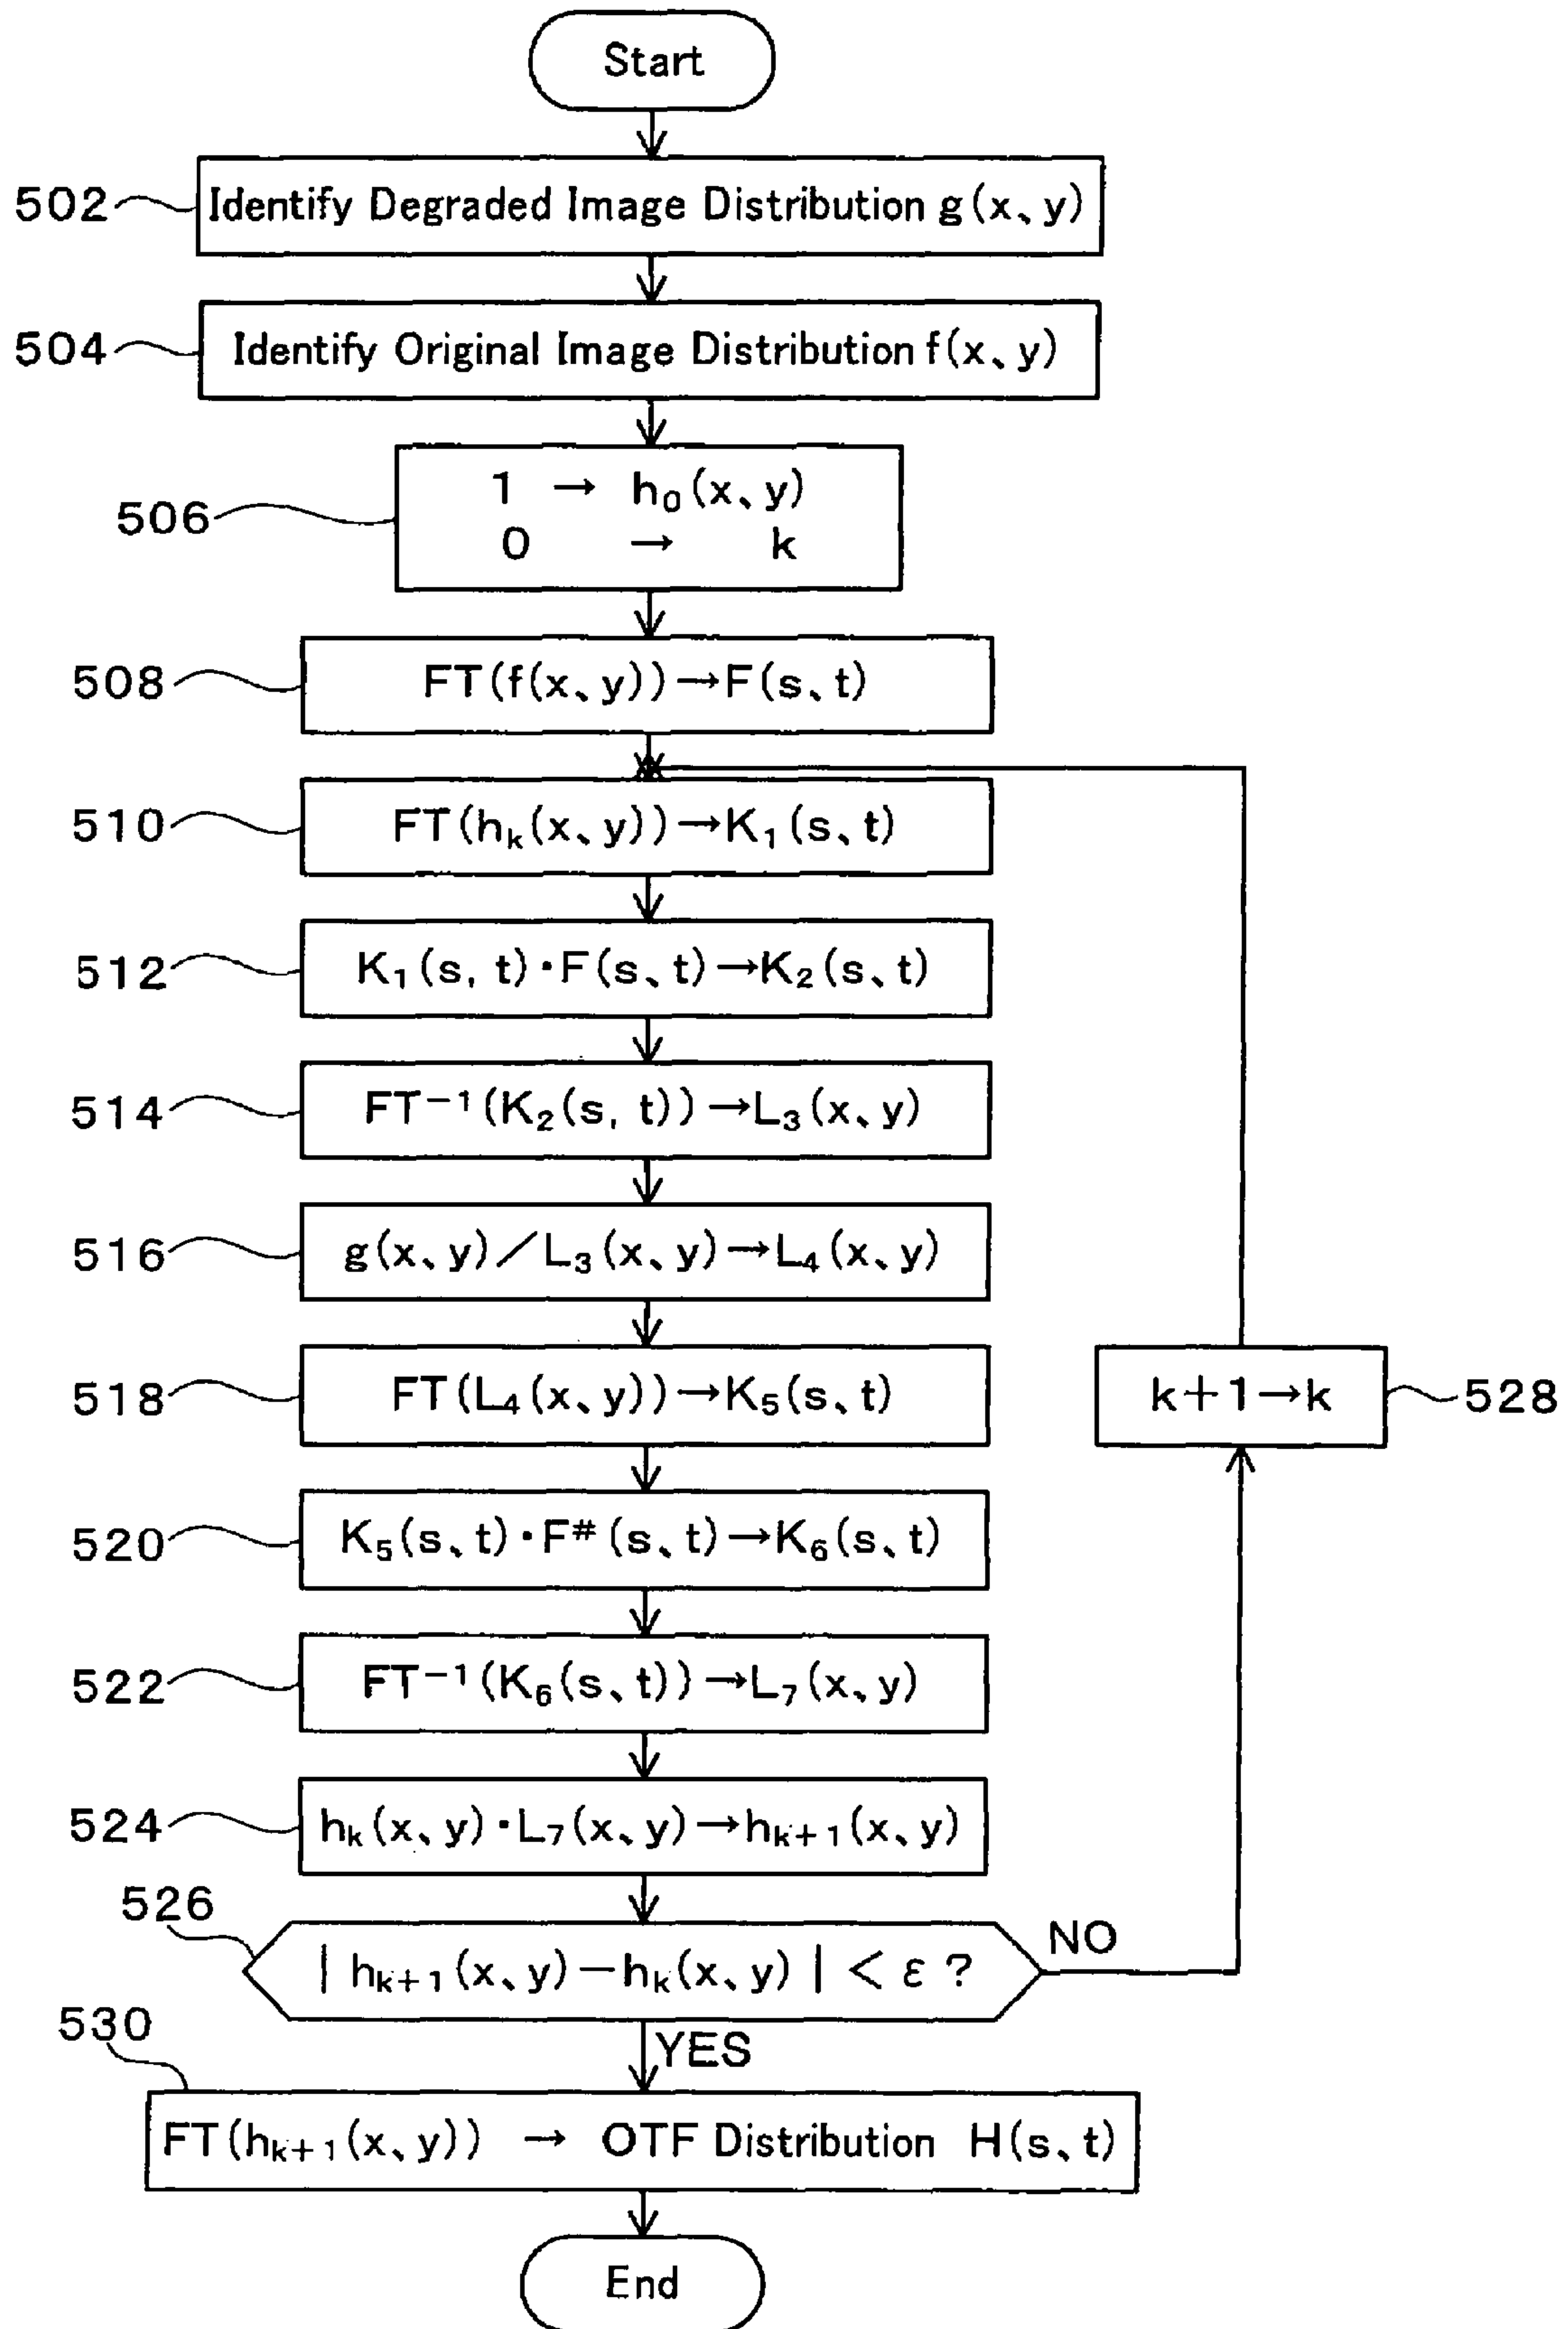 Start
502
Identify Degraded Image Distribution g(x、y)
504
Identify Original Image Distribution f(x、y)
506
1 → h₀(x、y)
0 → k
508
FT(f(x、y))→F(s、t)
510
FT(hₖ(x、y))→K₁(s、t)
512
K₁(s, t)・F(s、t)→K₂(s、t)
514
FT⁻¹(K₂(s, t))→L₃(x、y)
516
g(x、y)/L₃(x、y)→L₄(x、y)
518
FT(L₄(x、y))→K₅(s、t)
k+1→k
528
520
K₅(s、t)・F#(s、t)→K₆(s、t)
522
FT⁻¹(K₆(s、t))→L₇(x、y)
524
hₖ(x、y)・L₇(x、y)→hₖ₊₁(x、y)
526
| hₖ₊₁(x、y)−hₖ(x、y) | < ε ?
NO
YES
530
FT(hₖ₊₁(x、y)) → OTF Distribution H(s、t)
End